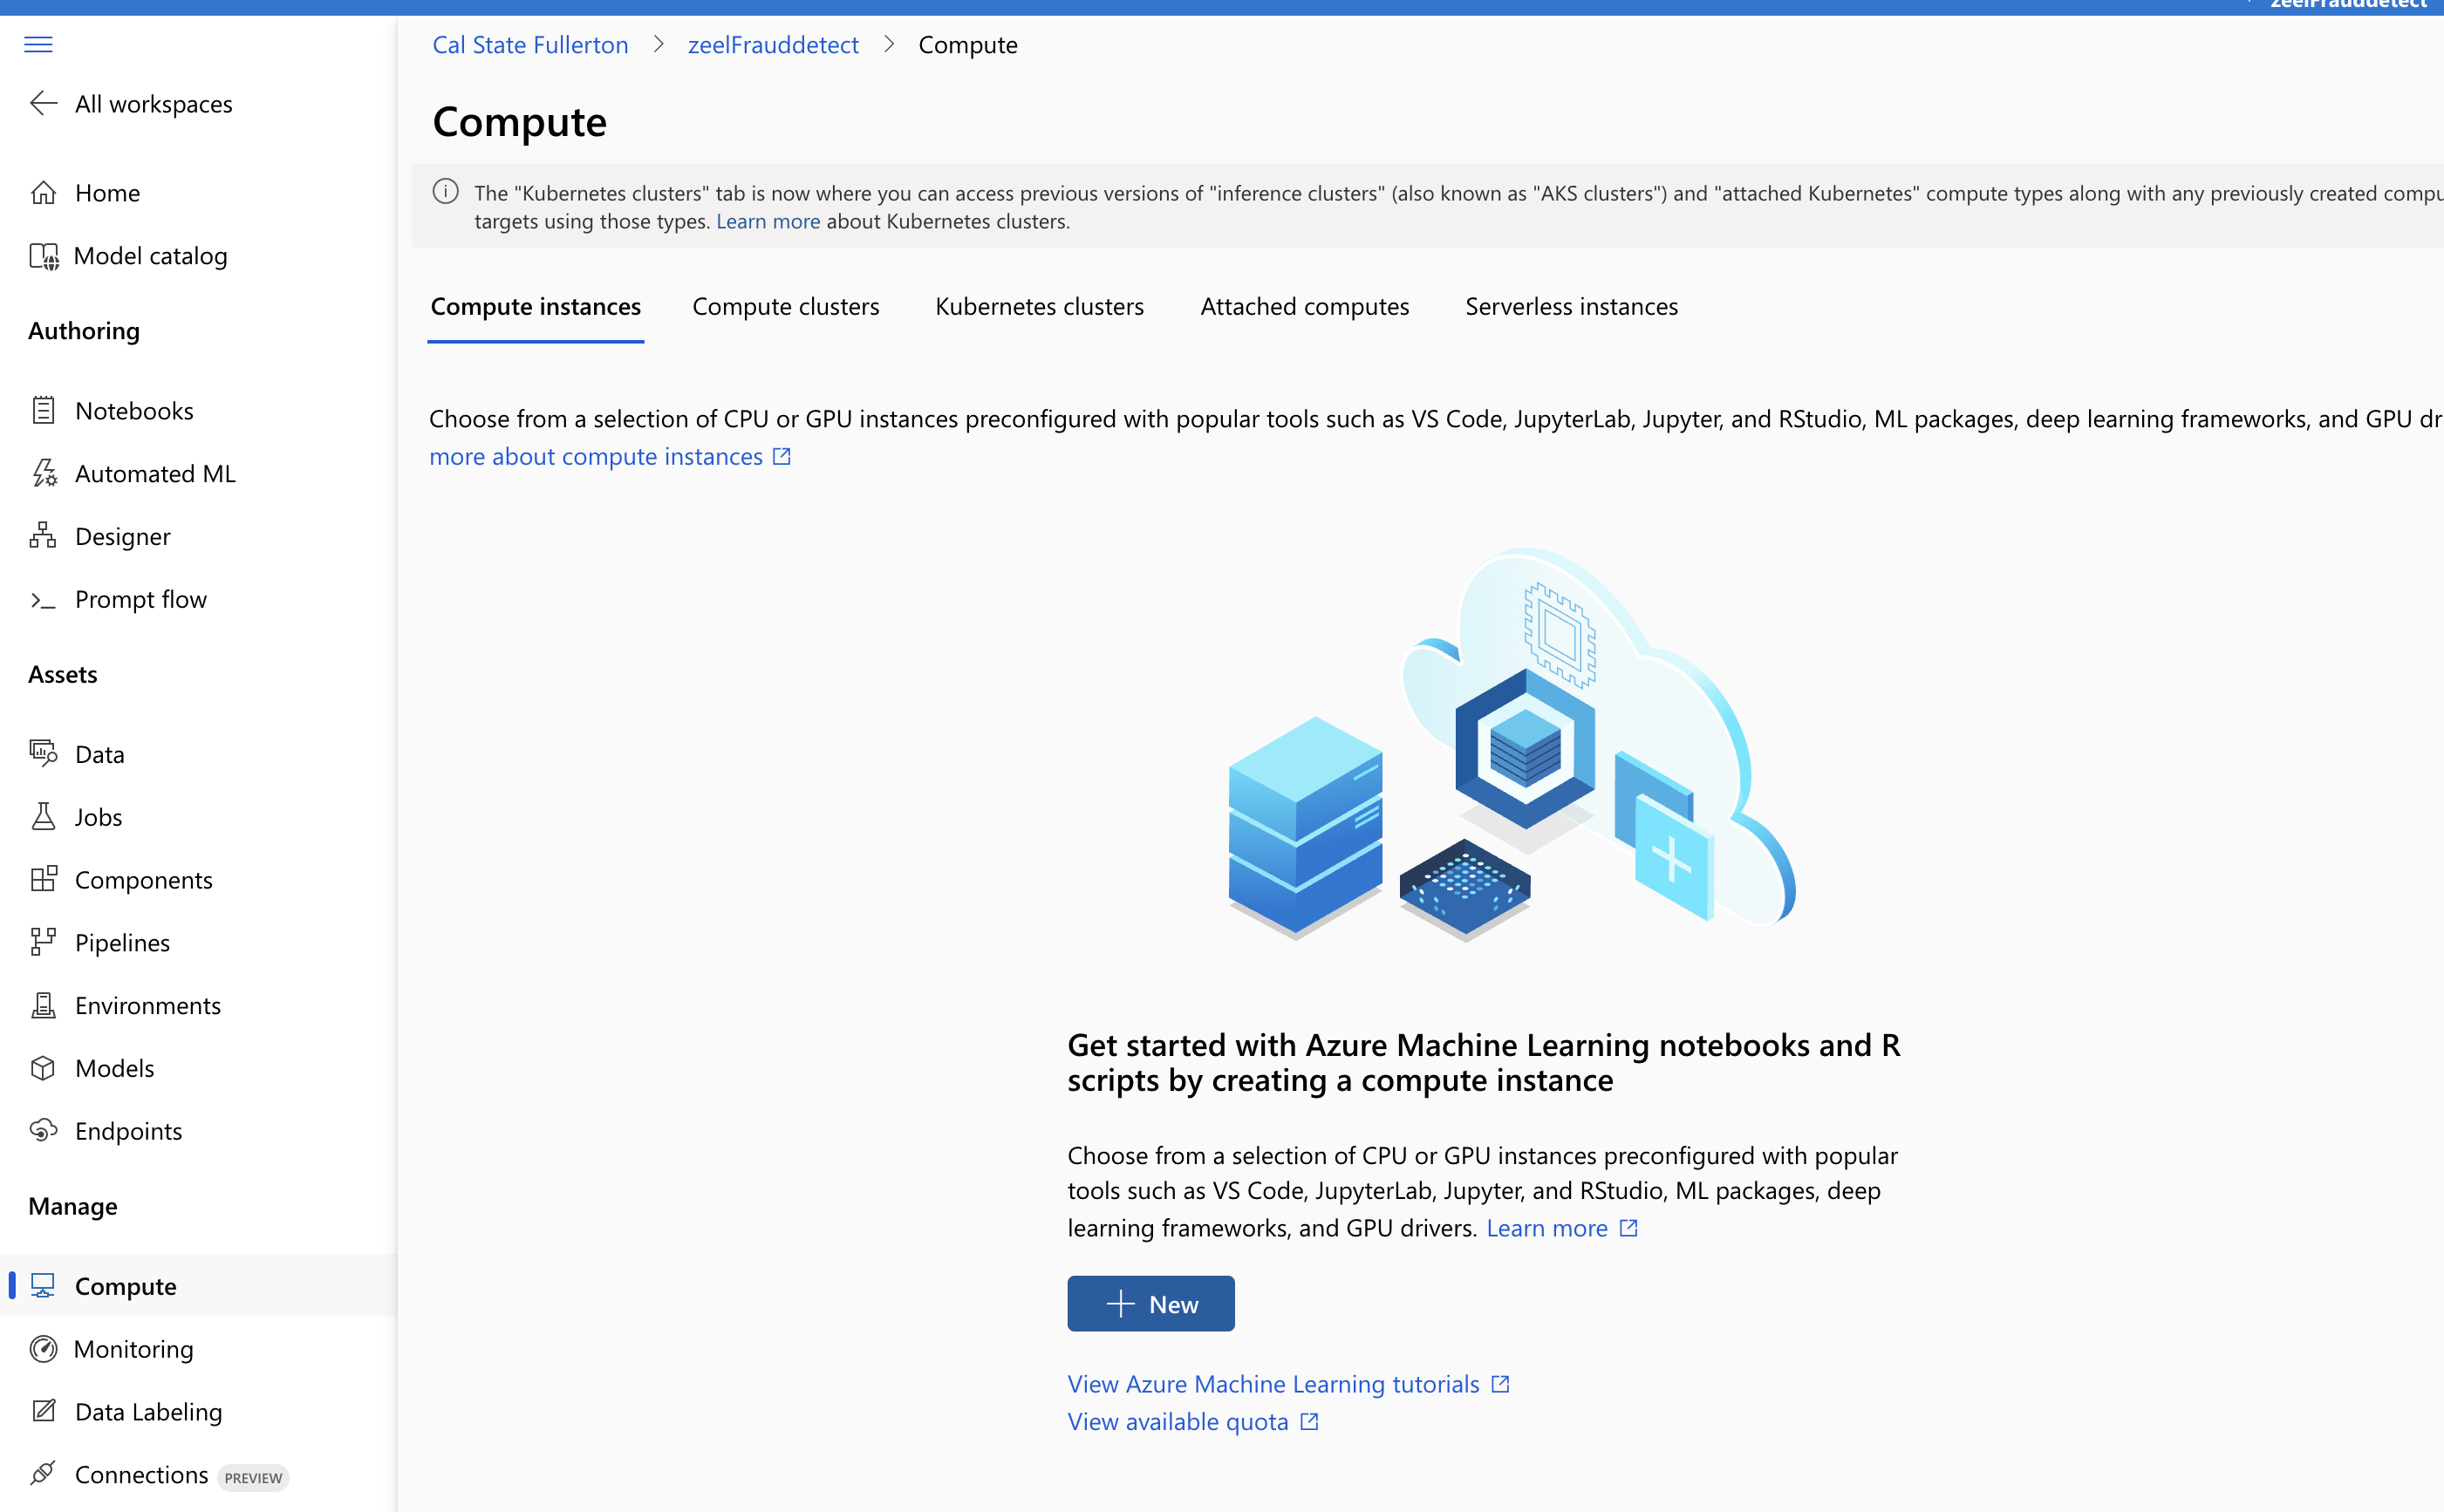 zeelFrauddetect
Cal State Fullerton > zeelFrauddetect > Compute
All workspaces
Home
Model catalog
Authoring
Notebooks
Automated ML
Designer
Prompt flow
Assets
Data
Jobs
Components
Pipelines
Environments
Models
Endpoints
Manage
Compute
Monitoring
Data Labeling
Connections PREVIEW
Compute
The "Kubernetes clusters" tab is now where you can access previous versions of "inference clusters" (also known as "AKS clusters") and "attached Kubernetes" compute types along with any previously created compu
targets using those types. Learn more about Kubernetes clusters.
Compute instances Compute clusters Kubernetes clusters Attached computes Serverless instances
Choose from a selection of CPU or GPU instances preconfigured with popular tools such as VS Code, JupyterLab, Jupyter, and RStudio, ML packages, deep learning frameworks, and GPU dr
more about compute instances
Get started with Azure Machine Learning notebooks and R
scripts by creating a compute instance
Choose from a selection of CPU or GPU instances preconfigured with popular
tools such as VS Code, JupyterLab, Jupyter, and RStudio, ML packages, deep
learning frameworks, and GPU drivers. Learn more
New
View Azure Machine Learning tutorials
View available quota